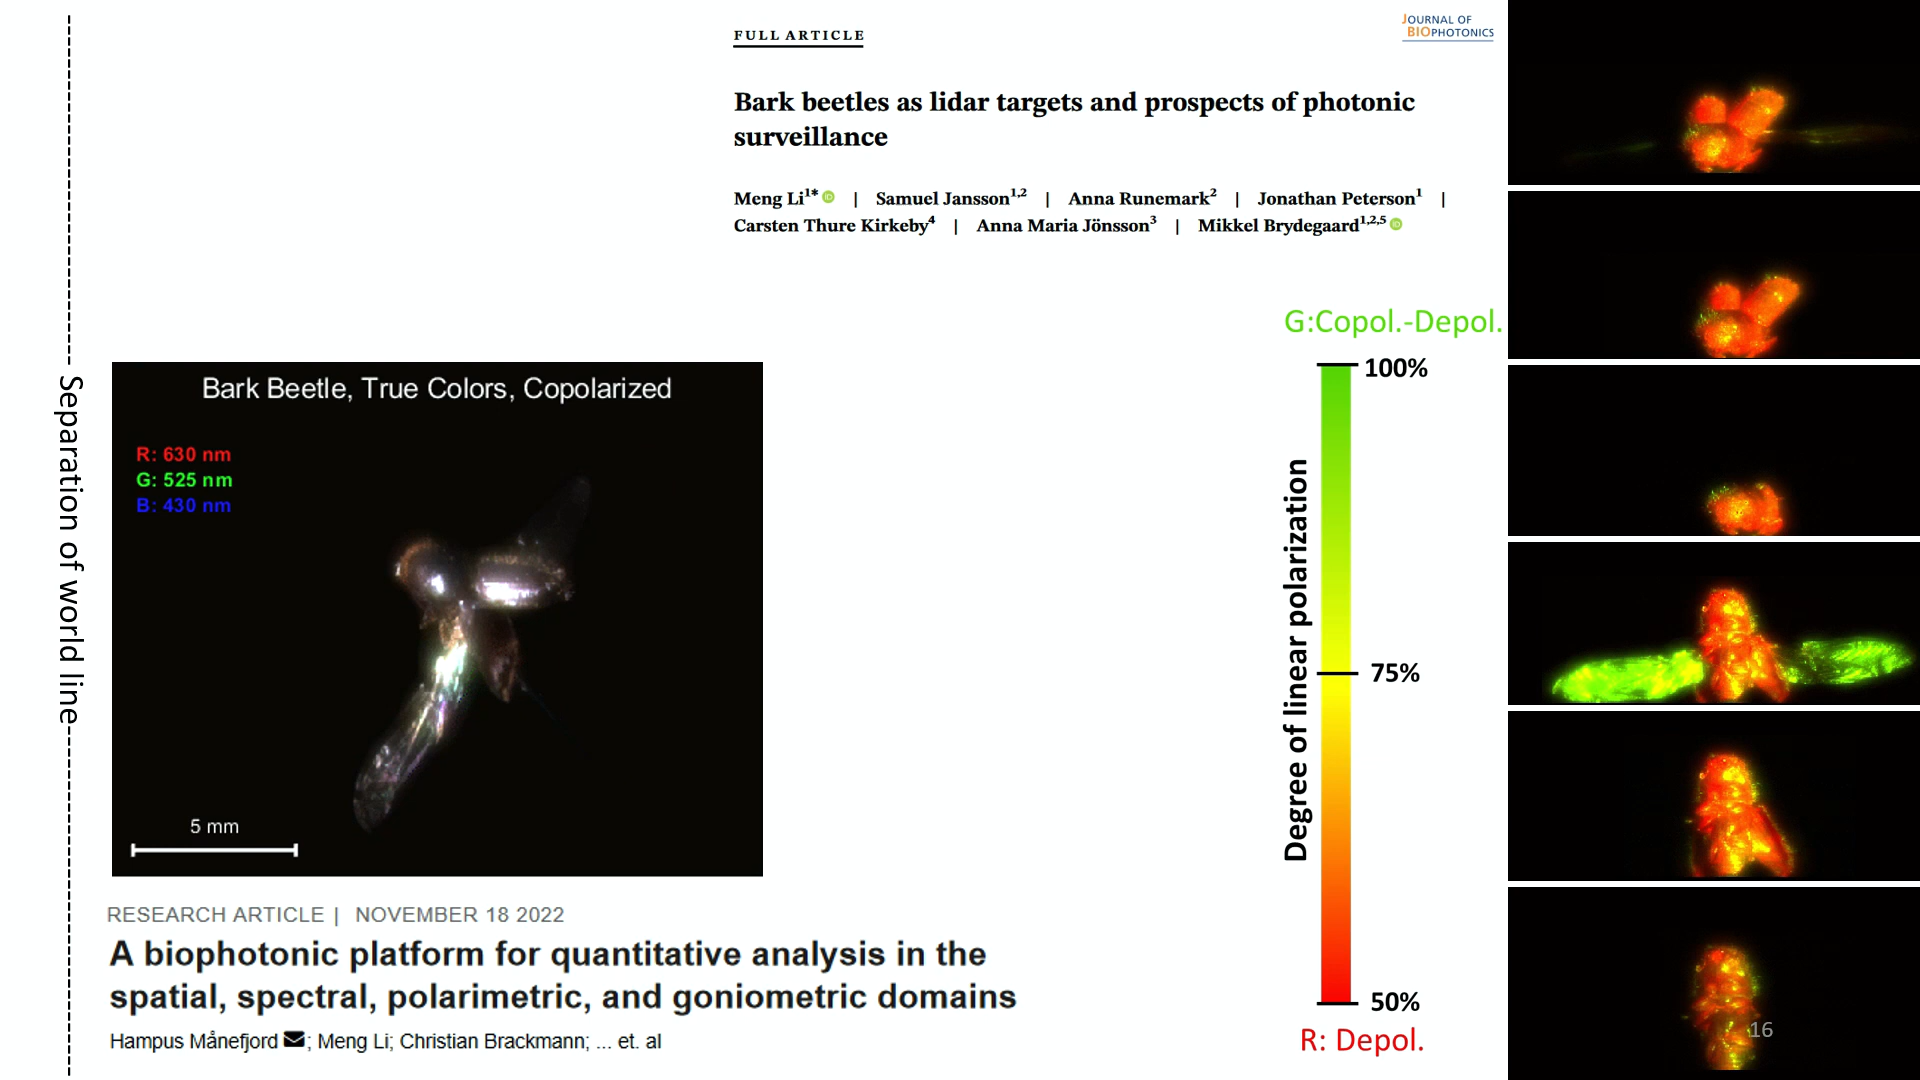 --------------------------- Separation of world line---------------------------
FULL ARTICLE
JOURNAL OF
BIOPHOTONICS
Bark beetles as lidar targets and prospects of photonic
surveillance
Meng Li1* | Samuel Jansson1,2 | Anna Runemark2 | Jonathan Peterson1 |
Carsten Thure Kirkeby4 | Anna Maria Jönsson3 | Mikkel Brydegaard1,2,5
Bark Beetle, True Colors, Copolarized
R: 630 nm
G: 525 nm
B: 430 nm
5 mm
G:Copol.-Depol.
100%
Degree of linear polarization
75%
50%
R: Depol.
RESEARCH ARTICLE | NOVEMBER 18 2022
A biophotonic platform for quantitative analysis in the
spatial, spectral, polarimetric, and goniometric domains
Hampus Månefjord ; Meng Li; Christian Brackmann; ... et. al
16